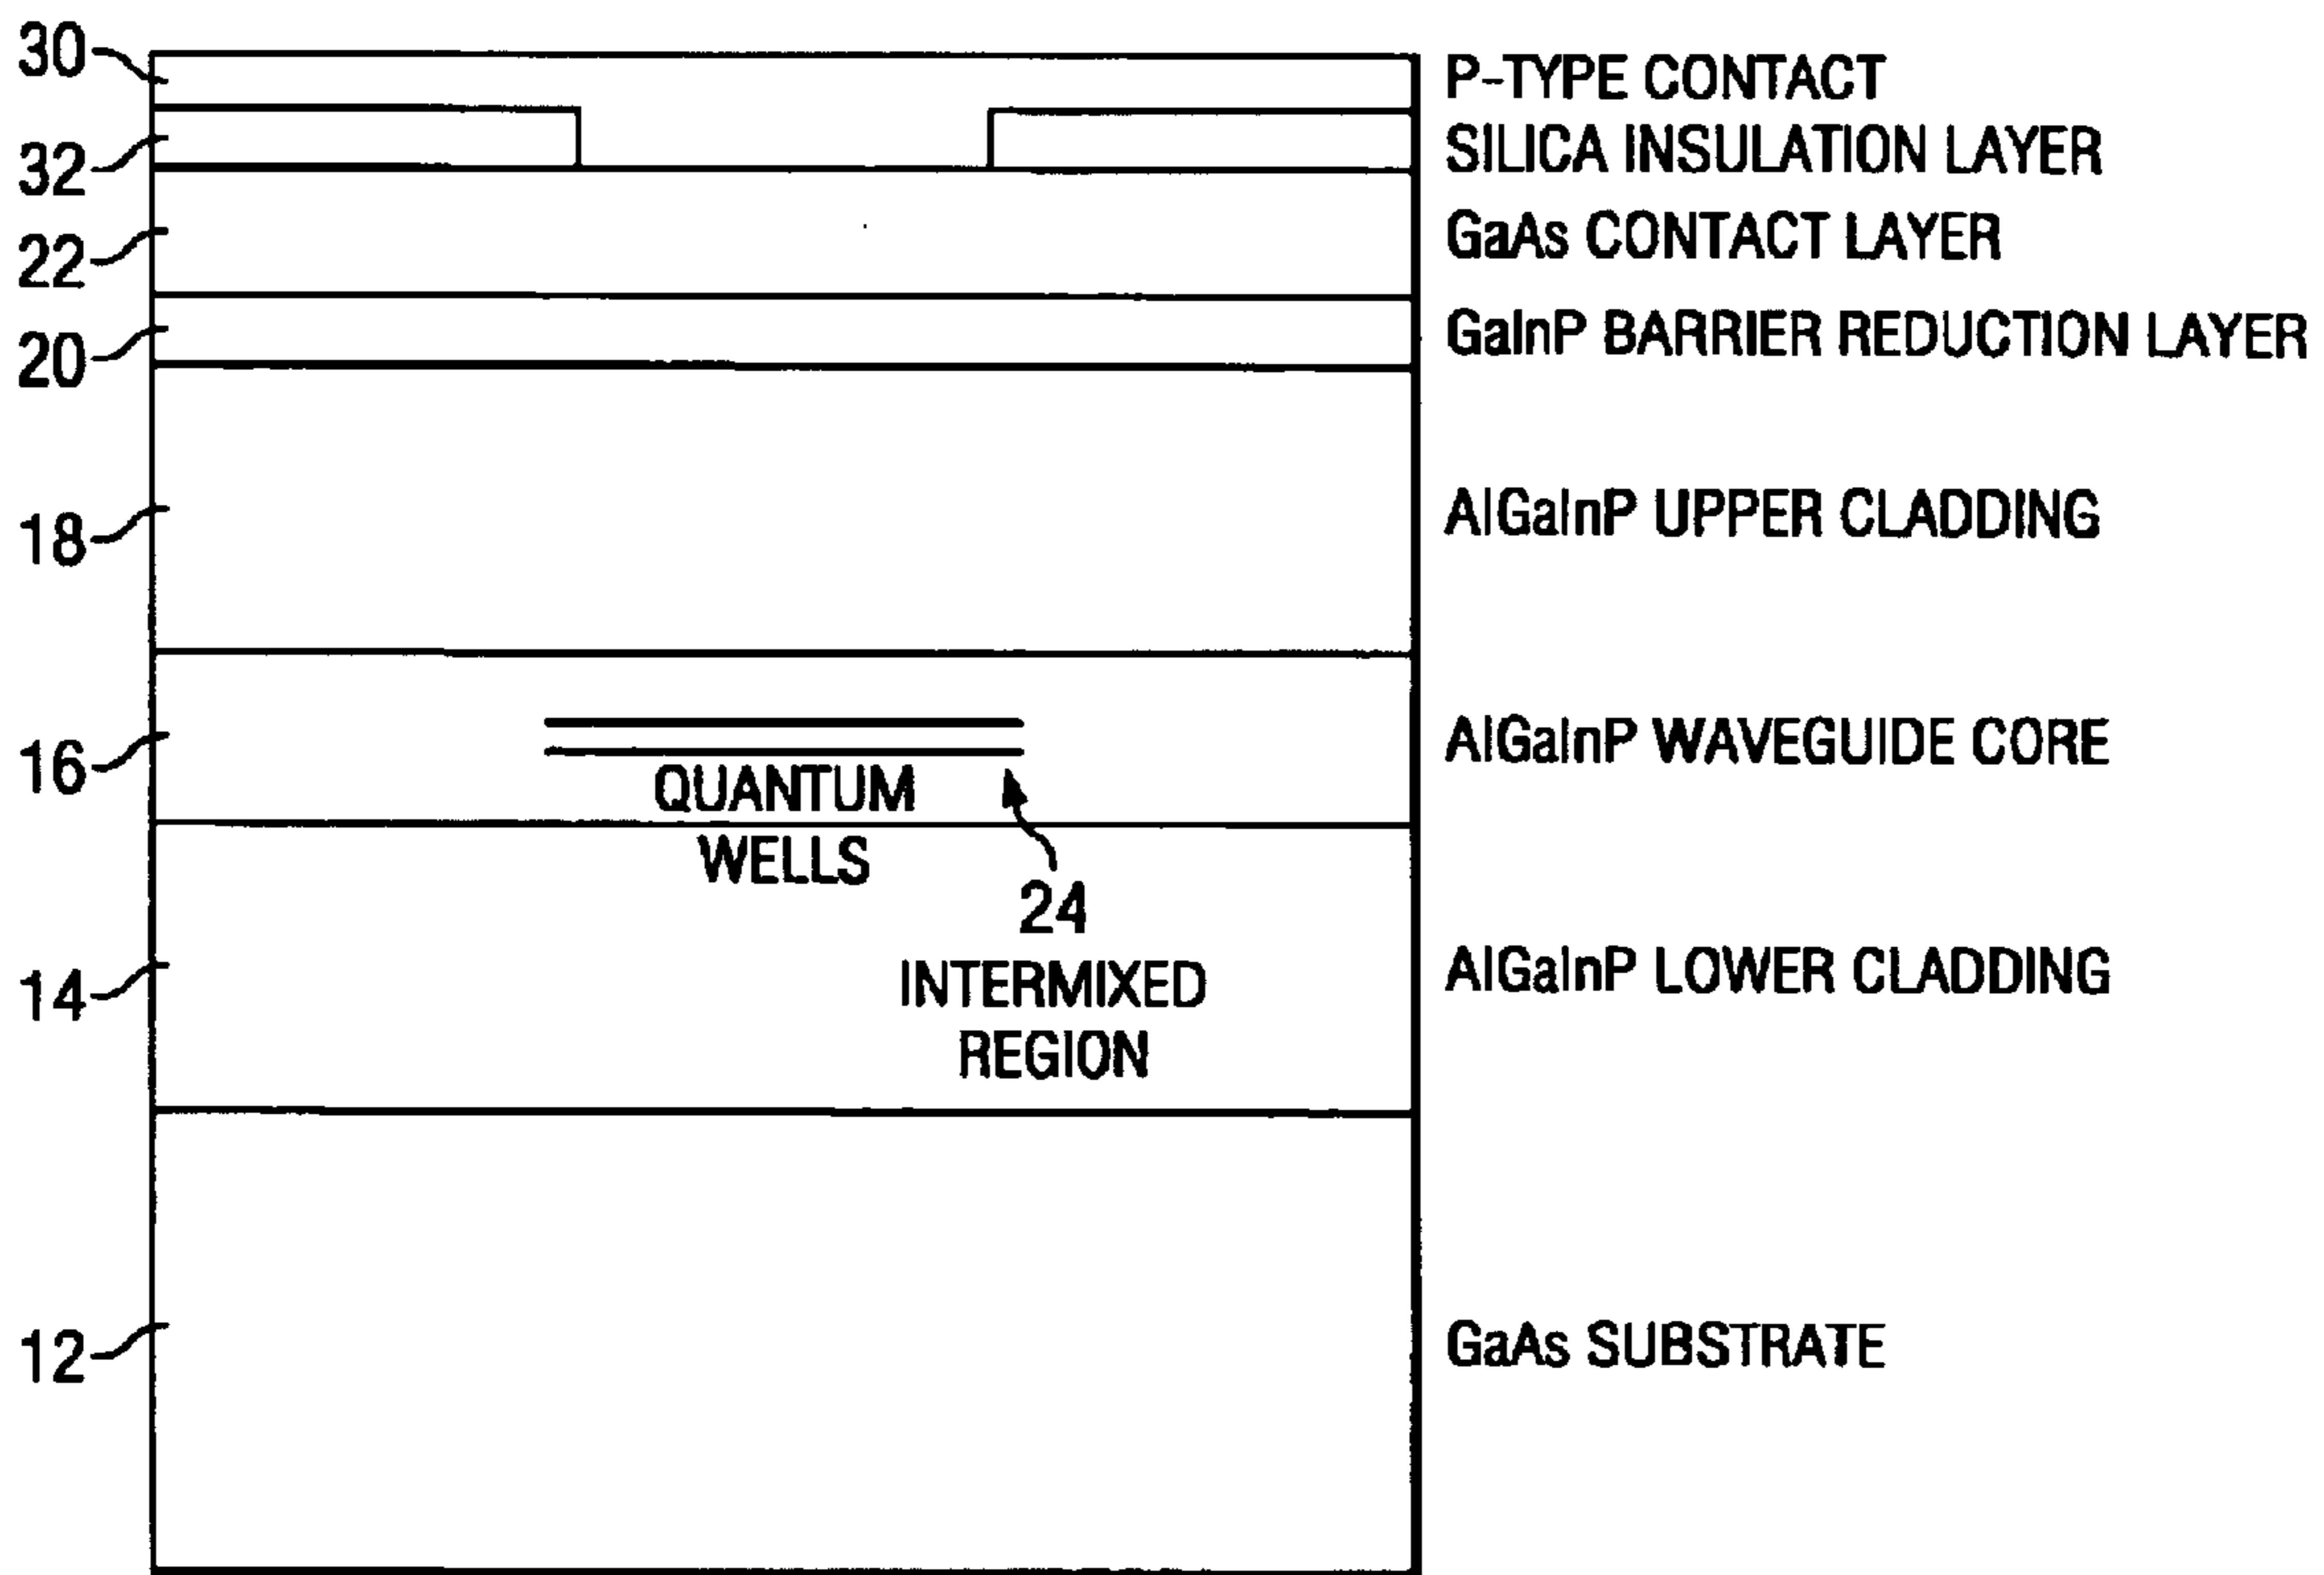 30
P-TYPE CONTACT
32
SILICA INSULATION LAYER
22
GaAs CONTACT LAYER
20
GaInP BARRIER REDUCTION LAYER
18
AlGaInP UPPER CLADDING
16
AlGaInP WAVEGUIDE CORE
QUANTUM
WELLS
24
INTERMIXED
REGION
14
AlGaInP LOWER CLADDING
12
GaAs SUBSTRATE